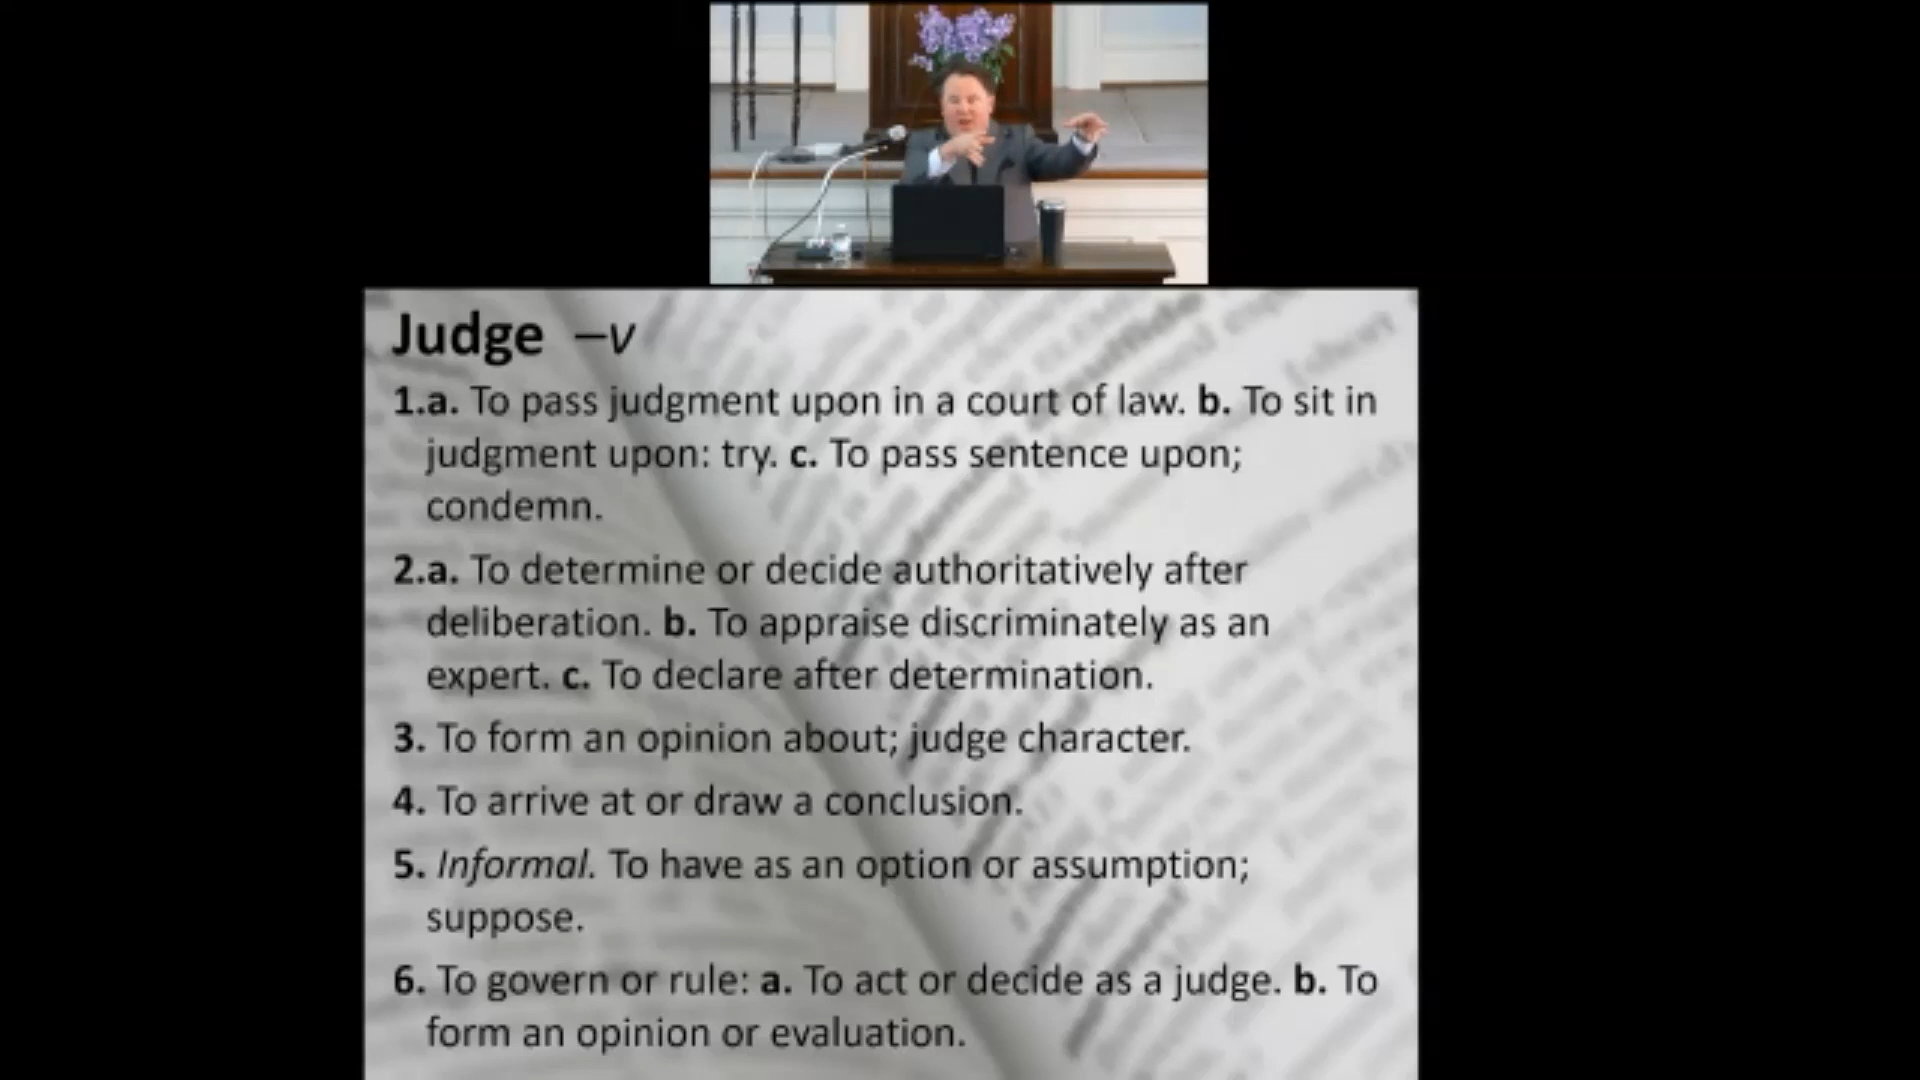 Judge –v
1.a. To pass judgment upon in a court of law. b. To sit in
judgment upon: try. c. To pass sentence upon;
condemn.
2.a. To determine or decide authoritatively after
deliberation. b. To appraise discriminately as an
expert. c. To declare after determination.
3. To form an opinion about; judge character.
4. To arrive at or draw a conclusion.
5. Informal. To have as an option or assumption;
suppose.
6. To govern or rule: a. To act or decide as a judge. b. To
form an opinion or evaluation.